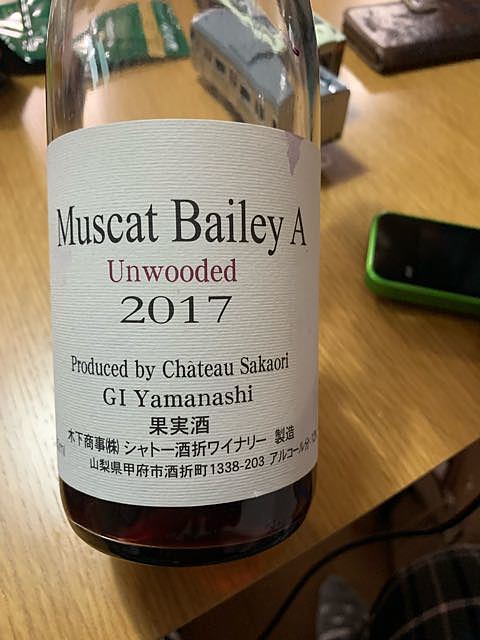 Muscat Bailey A
Unwooded
2017
Produced by Château Sakaori
GI Yamanashi
果実酒
木下商事㈱ シャトー酒折ワイナリー 製造
山梨県甲府市酒折町1338-203 アルコール分